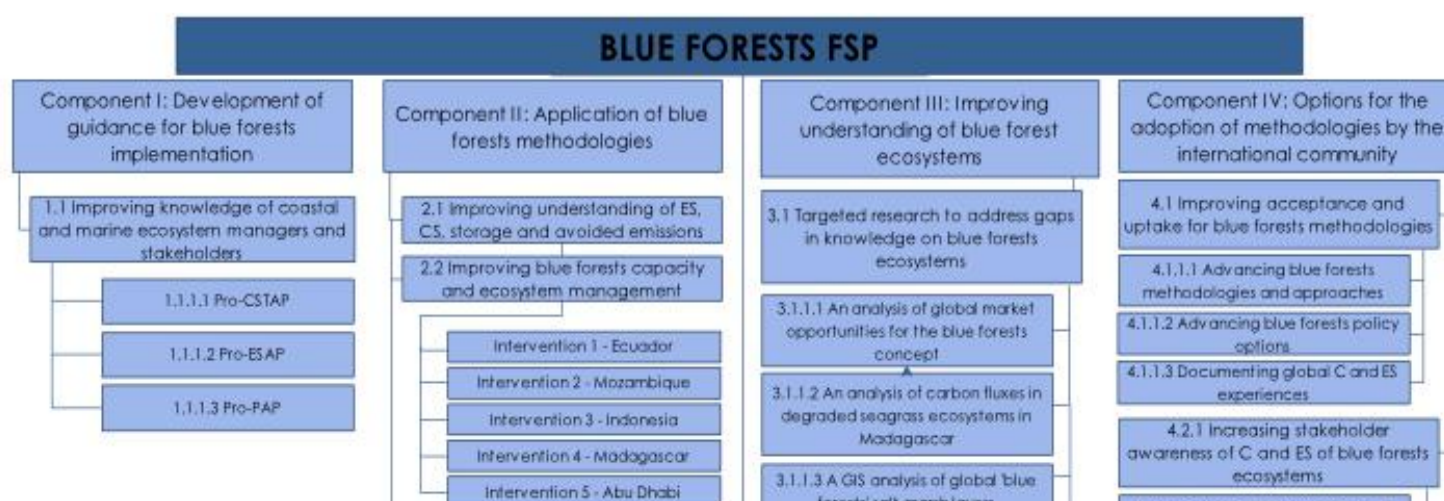 BLUE FORESTS FSP
Component I: Development of
guidance for blue forests
implementation
1.1 Improving knowledge of coastal
and marine ecosystem managers and
stakeholders
1.1.1.1 Pro-CSTAP
1.1.1.2 Pro-ESAP
1.1.1.3 Pro-PAP
Component II: Application of blue
forests methodologies
2.1 Improving understanding of ES,
CS, storage and avoided emissions
2.2 Improving blue forests capacity
and ecosystem management
Intervention 1 - Ecuador
Intervention 2 - Mozambique
Intervention 3 - Indonesia
Intervention 4 - Madagascar
Intervention 5 - Abu Dhabi
Component III: Improving
understanding of blue forest
ecosystems
3.1 Targeted research to address gaps
in knowledge on blue forests
ecosystems
3.1.1.1 An analysis of global market
opportunities for the blue forests
concept
3.1.1.2 An analysis of carbon fluxes in
degraded seagrass ecosystems in
Madagascar
3.1.1.3 A GIS analysis of global 'blue
Component IV: Options for the
adoption of methodologies by the
international community
4.1 Improving acceptance and
uptake for blue forests methodologies
4.1.1.1 Advancing blue forests
methodologies and approaches
4.1.1.2 Advancing blue forests policy
options
4.1.1.3 Documenting global C and ES
experiences
4.2.1 Increasing stakeholder
awareness of C and ES of blue forests
ecosystems